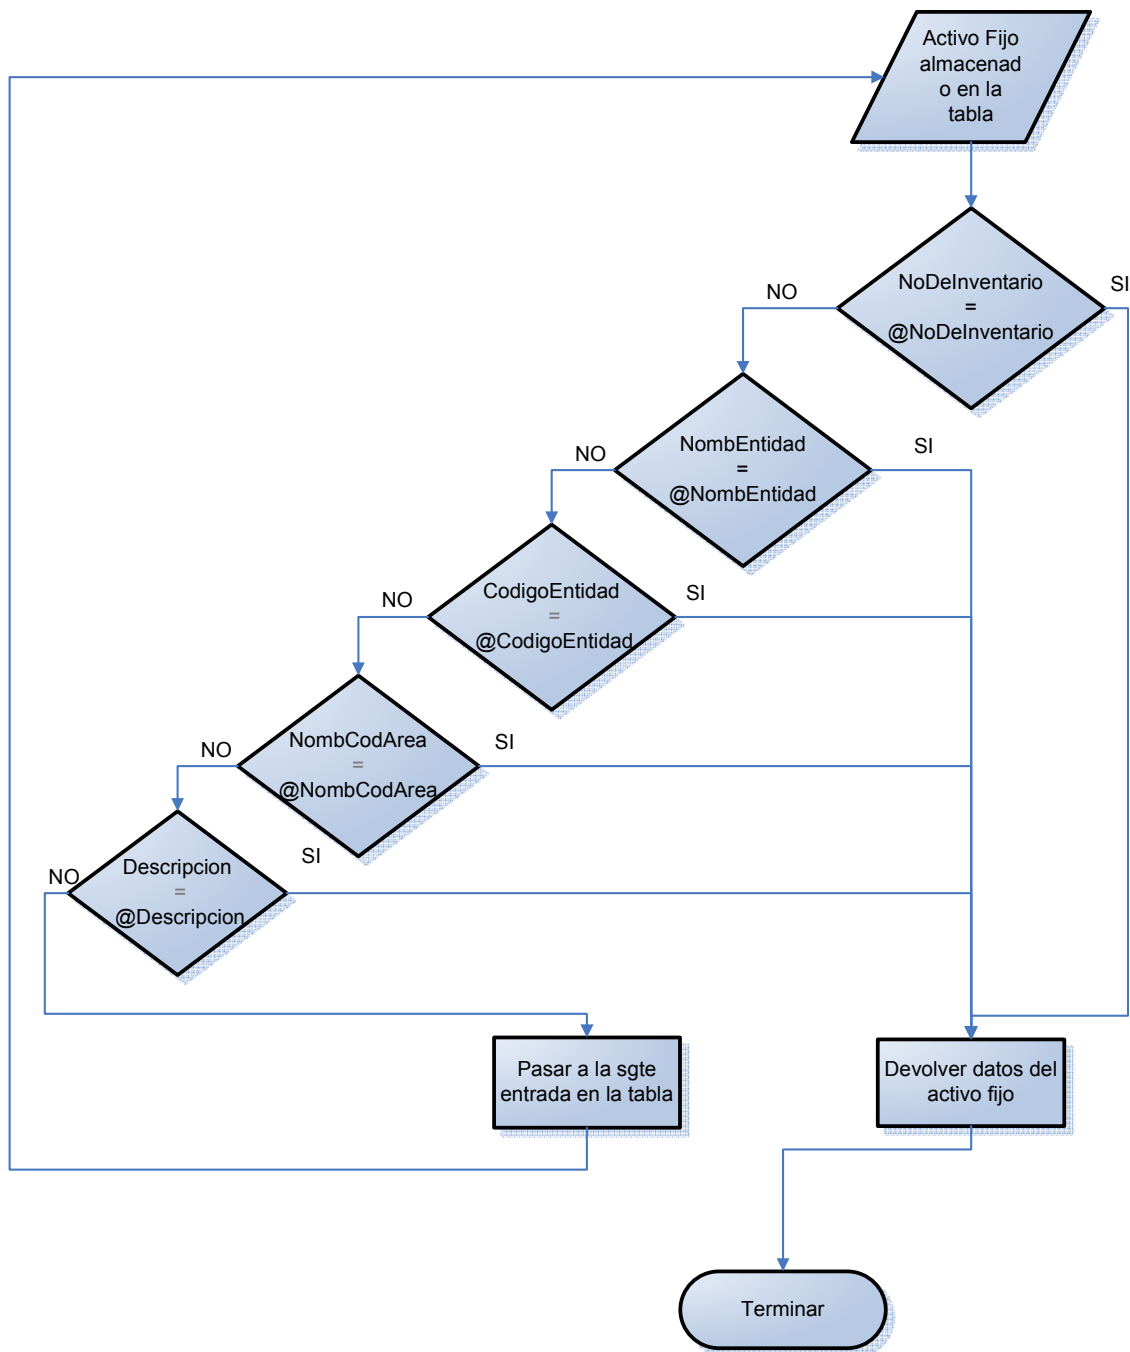 Activo Fijo
almacenad
o en la
tabla
NoDeInventario
=
@NoDeInventario
SI
NO
NombEntidad
=
@NombEntidad
SI
NO
CodigoEntidad
=
@CodigoEntidad
SI
NO
NombCodArea
=
@NombCodArea
SI
NO
Descripcion
=
@Descripcion
SI
NO
Pasar a la sgte
entrada en la tabla
Devolver datos del
activo fijo
Terminar